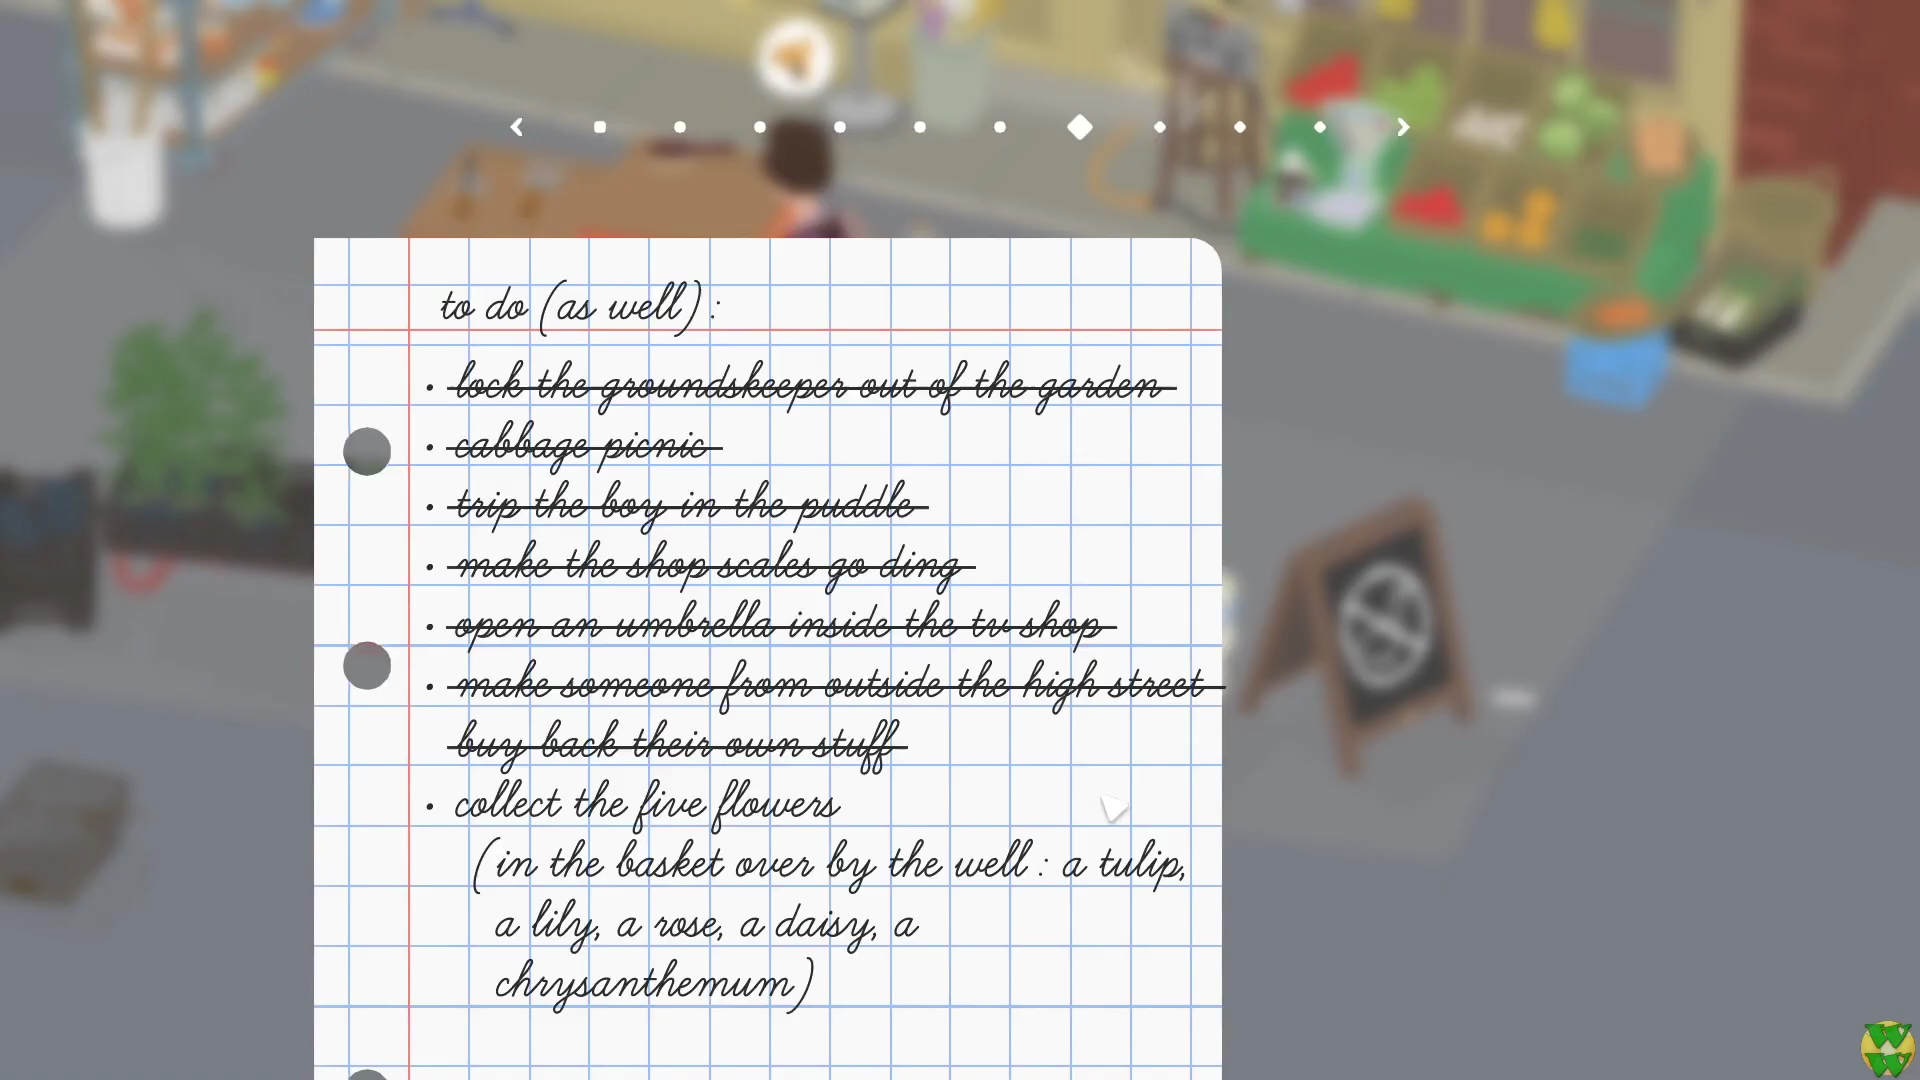 to do (as well) :
• lock the groundskeeper out of the garden
• cabbage picnic
• trip the boy in the puddle
• make the shop scales go ding
• open an umbrella inside the tv shop
• make someone from outside the high street
buy back their own stuff
• collect the five flowers
(in the basket over by the well : a tulip,
a lily, a rose, a daisy, a
chrysanthemum)
W
W